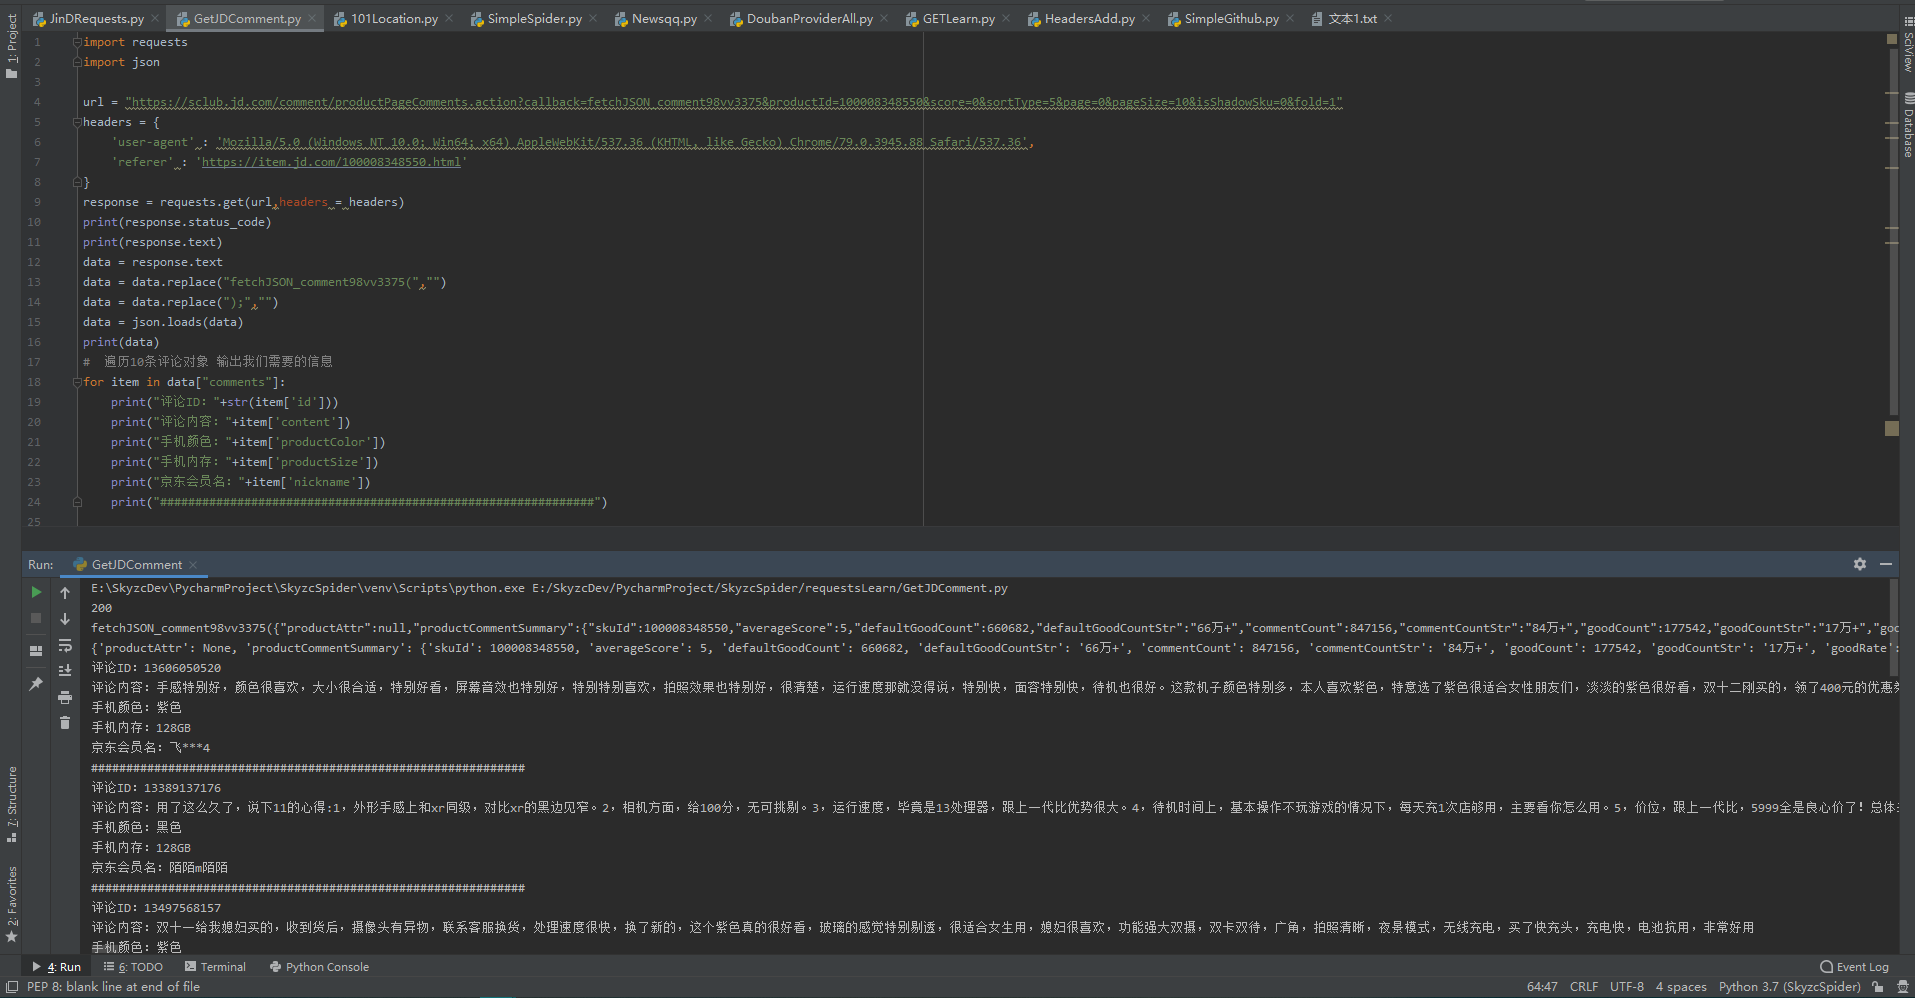 JinDRequests.py GetJDComment.py 101Location.py SimpleSpider.py Newsqq.py DoubanProviderAll.py GETLearn.py HeadersAdd.py SimpleGithub.py 文本1.txt
1: Project
SciView
Database
1 import requests
2 import json
3
4 url = "https://sclub.jd.com/comment/productPageComments.action?callback=fetchJSON_comment98vv3375&productId=100008348550&score=0&sortType=5&page=0&pageSize=10&isShadowSku=0&fold=1"
5 headers = {
6 'user-agent' : 'Mozilla/5.0 (Windows NT 10.0; Win64; x64) AppleWebKit/537.36 (KHTML, like Gecko) Chrome/79.0.3945.88 Safari/537.36',
7 'referer' : 'https://item.jd.com/100008348550.html'
8 }
9 response = requests.get(url,headers = headers)
10 print(response.status_code)
11 print(response.text)
12 data = response.text
13 data = data.replace("fetchJSON_comment98vv3375(","")
14 data = data.replace(");","")
15 data = json.loads(data)
16 print(data)
17 # 遍历10条评论对象 输出我们需要的信息
18 for item in data["comments"]:
19 print("评论ID: "+str(item['id']))
20 print("评论内容: "+item['content'])
21 print("手机颜色: "+item['productColor'])
22 print("手机内存: "+item['productSize'])
23 print("京东会员名: "+item['nickname'])
24 print("##############################################################")
25
Run: GetJDComment
E:\SkyzcDev\PycharmProject\SkyzcSpider\venv\Scripts\python.exe E:/SkyzcDev/PycharmProject/SkyzcSpider/requestsLearn/GetJDComment.py
200
fetchJSON_comment98vv3375({"productAttr":null,"productCommentSummary":{"skuId":100008348550,"averageScore":5,"defaultGoodCount":660682,"defaultGoodCountStr":"66万+","commentCount":847156,"commentCountStr":"84万+","goodCount":177542,"goodCountStr":"17万+","goo
{'productAttr': None, 'productCommentSummary': {'skuId': 100008348550, 'averageScore': 5, 'defaultGoodCount': 660682, 'defaultGoodCountStr': '66万+', 'commentCount': 847156, 'commentCountStr': '84万+', 'goodCount': 177542, 'goodCountStr': '17万+', 'goodRate':
评论ID: 13606050520
评论内容: 手感特别好，颜色很喜欢，大小很合适，特别好看，屏幕音效也特别好，特别特别喜欢，拍照效果也特别好，很清楚，运行速度那就没得说，特别快，面容特别快，待机也很好。这款机子颜色特别多，本人喜欢紫色，特意选了紫色很适合女性朋友们，淡淡的紫色很好看，双十二刚买的，领了400元的优惠券
手机颜色: 紫色
手机内存: 128GB
京东会员名: 飞***4
##############################################################
评论ID: 13389137176
评论内容: 用了这么久了，说下11的心得:1，外形手感上和xr同级，对比xr的黑边见窄。2，相机方面，给100分，无可挑剔。3，运行速度，毕竟是13处理器，跟上一代比优势很大。4，待机时间上，基本操作不玩游戏的情况下，每天充1次店够用，主要看你怎么用。5，价位，跟上一代比，5999全是良心价了！总体
手机颜色: 黑色
手机内存: 128GB
京东会员名: 陌陌m陌陌
##############################################################
评论ID: 13497568157
评论内容: 双十一给我媳妇买的，收到货后，摄像头有异物，联系客服换货，处理速度很快，换了新的，这个紫色真的很好看，玻璃的感觉特别剔透，很适合女生用，媳妇很喜欢，功能强大双摄，双卡双待，广角，拍照清晰，夜景模式，无线充电，买了快充头，充电快，电池抗用，非常好用
手机颜色: 紫色
7: Structure
2: Favorites
4: Run 6: TODO Terminal Python Console Event Log
PEP 8: blank line at end of file 64:47 CRLF UTF-8 4 spaces Python 3.7 (SkyzcSpider)